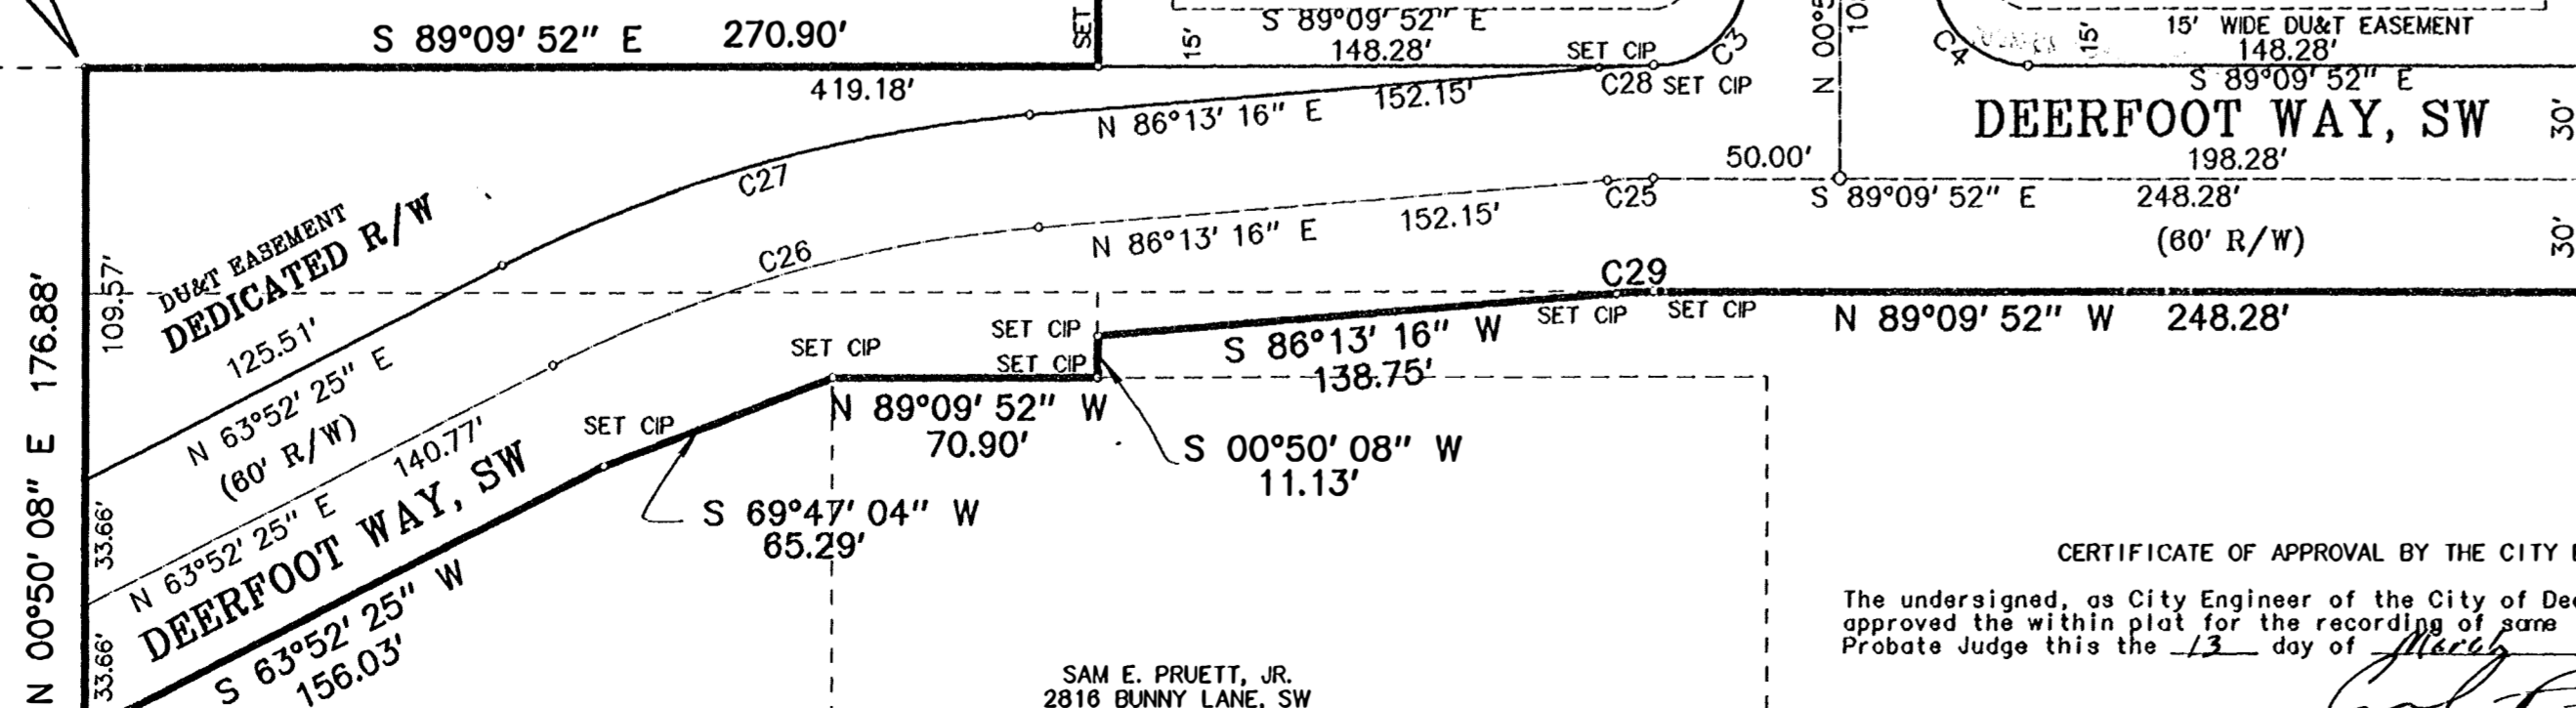 S 89°09' 52" E 270.90'
SET
15'
S 89°09' 52" E
148.28'
SET CIP
C3
N 00°5
10
C4
15'
15' WIDE DU&T EASEMENT
148.28'
S 89°09' 52" E
419.18'
N 86°13' 16" E 152.15'
C28 SET CIP
DEERFOOT WAY, SW
30'
198.28'
50.00'
S 89°09' 52" E 248.28'
(60' R/W)
30'
C27
C26
N 86°13' 16" E 152.15'
C25
C29
DU&T EASEMENT
DEDICATED R/W
109.57'
N 00°50' 08" E 176.88'
125.51'
N 63°52' 25" E
(60' R/W)
140.77'
N 63°52' 25" E
33.66'
33.66'
DEERFOOT WAY, SW
S 63°52' 25" W
156.03'
SET CIP
SET CIP
SET CIP
SET CIP
N 89°09' 52" W
70.90'
S 86°13' 16" W
138.75'
SET CIP
SET CIP
N 89°09' 52" W 248.28'
S 00°50' 08" W
11.13'
S 69°47' 04" W
65.29'
SAM E. PRUETT, JR.
2816 BUNNY LANE, SW
CERTIFICATE OF APPROVAL BY THE CITY
The undersigned, as City Engineer of the City of De
approved the within plat for the recording of same
Probate Judge this the 13 day of March